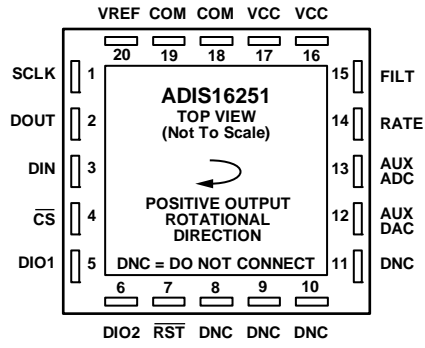 VREF COM COM VCC VCC
20 19 18 17 16
SCLK 1
DOUT 2
DIN 3
C̅S̅ 4
DIO1 5
ADIS16251
TOP VIEW
(Not To Scale)
POSITIVE OUTPUT
ROTATIONAL
DIRECTION
DNC = DO NOT CONNECT
15 FILT
14 RATE
13 AUX
ADC
12 AUX
DAC
11 DNC
6 7 8 9 10
DIO2 R̅S̅T̅ DNC DNC DNC